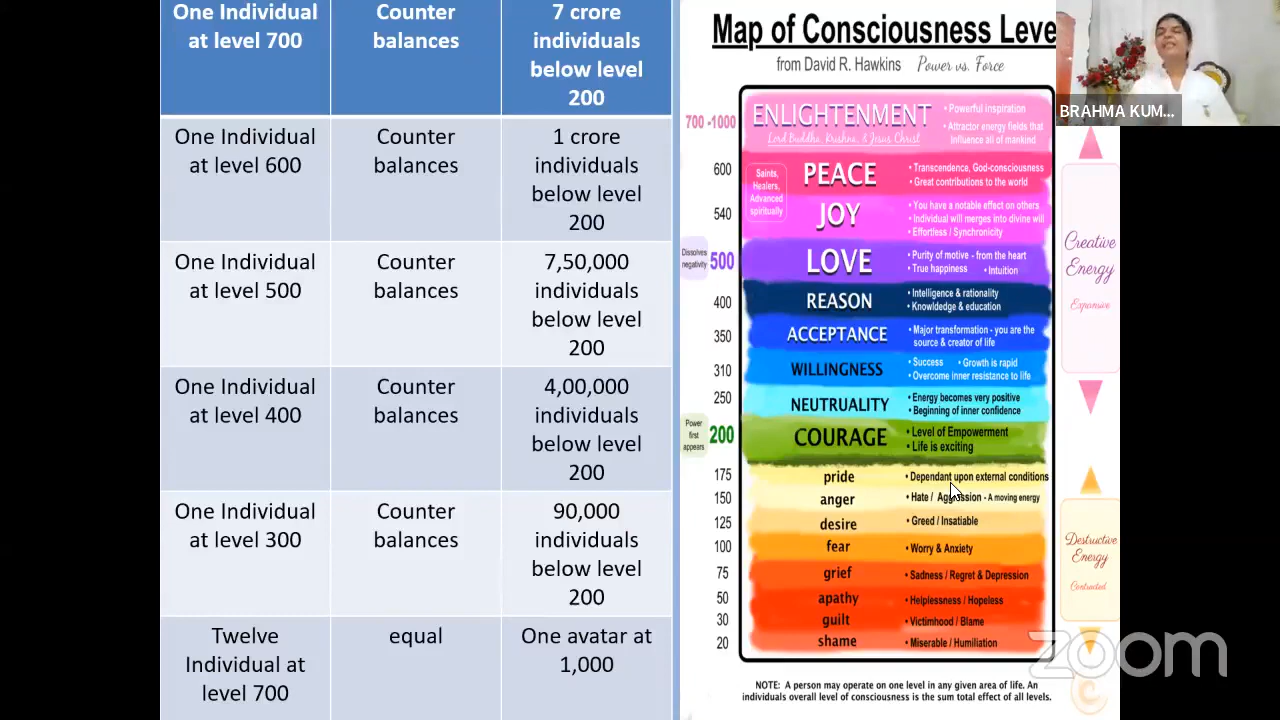 One Individual
at level 700
Counter
balances
7 crore
individuals
below level
200
One Individual
at level 600
Counter
balances
1 crore
individuals
below level
200
One Individual
at level 500
Counter
balances
7,50,000
individuals
below level
200
One Individual
at level 400
Counter
balances
4,00,000
individuals
below level
200
One Individual
at level 300
Counter
balances
90,000
individuals
below level
200
Twelve
Individual at
level 700
equal
One avatar at
1,000
Map of Consciousness Leve
from David R. Hawkins Power vs. Force
700 -1000
ENLIGHTENMENT
Lord Buddha, Krishna, & Jesus Christ
• Powerful inspiration
• Attractor energy fields that
influence all of mankind
600
Saints,
Healers,
Advanced
spiritually
PEACE
• Transcendence, God-consciousness
• Great contributions to the world
540
JOY
• You have a notable effect on others
• Individual will merges into divine will
• Effortless / Synchronicity
Dissolves
negativity
500
LOVE
• Purity of motive - from the heart
• True happiness • Intuition
400
REASON
• Intelligence & rationality
• Knowldedge & education
350
ACCEPTANCE
• Major transformation - you are the
source & creator of life
310
WILLINGNESS
• Success • Growth is rapid
• Overcome inner resistance to life
250
NEUTRUALITY
• Energy becomes very positive
• Beginning of inner confidence
Power
first
appears
200
COURAGE
• Level of Empowerment
• Life is exciting
175
pride
• Dependant upon external conditions
150
anger
• Hate / Aggression - A moving energy
125
desire
• Greed / Insatiable
100
fear
• Worry & Anxiety
75
grief
• Sadness / Regret & Depression
50
apathy
• Helplessness / Hopeless
30
guilt
• Victimhood / Blame
20
shame
• Miserable / Humiliation
NOTE: A person may operate on one level in any given area of life. An
individuals overall level of consciousness is the sum total effect of all levels.
BRAHMA KUM...
Creative
Energy
Expansive
Destructive
Energy
Contracted
zoom